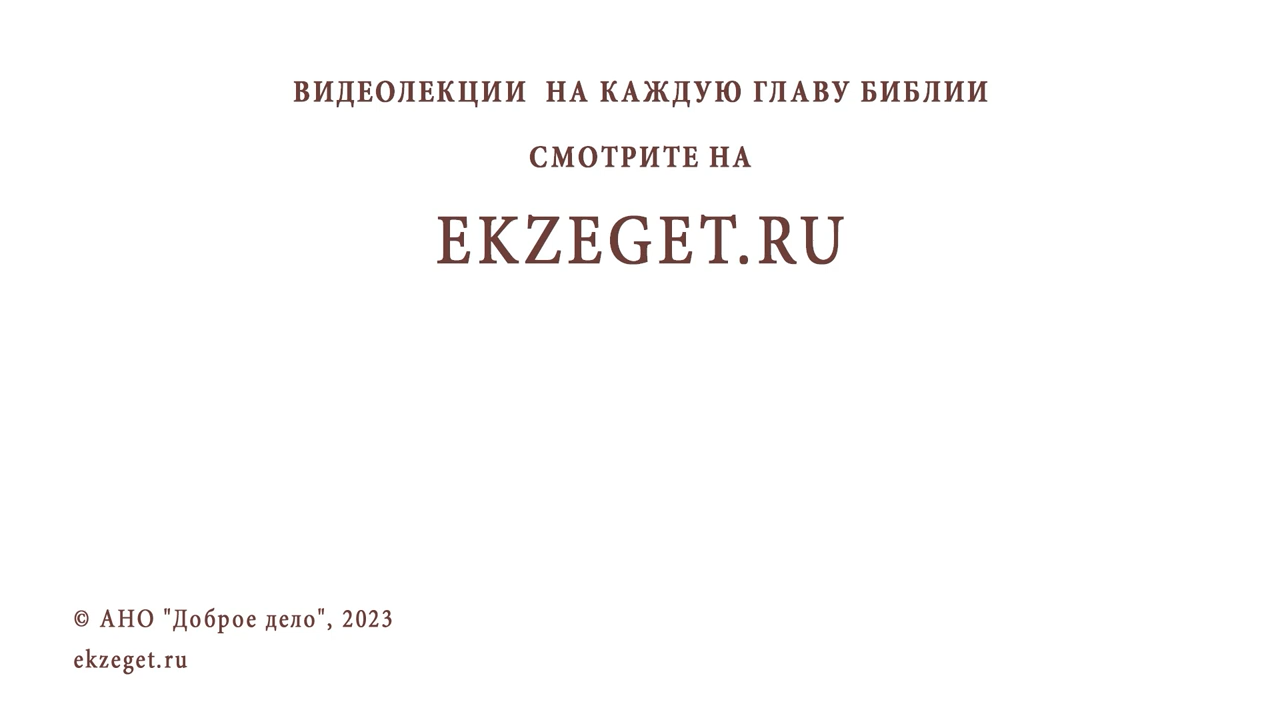 ВИДЕОЛЕКЦИИ НА КАЖДУЮ ГЛАВУ БИБЛИИ
СМОТРИТЕ НА
EKZEGET.RU
© АНО "Доброе дело", 2023
ekzeget.ru